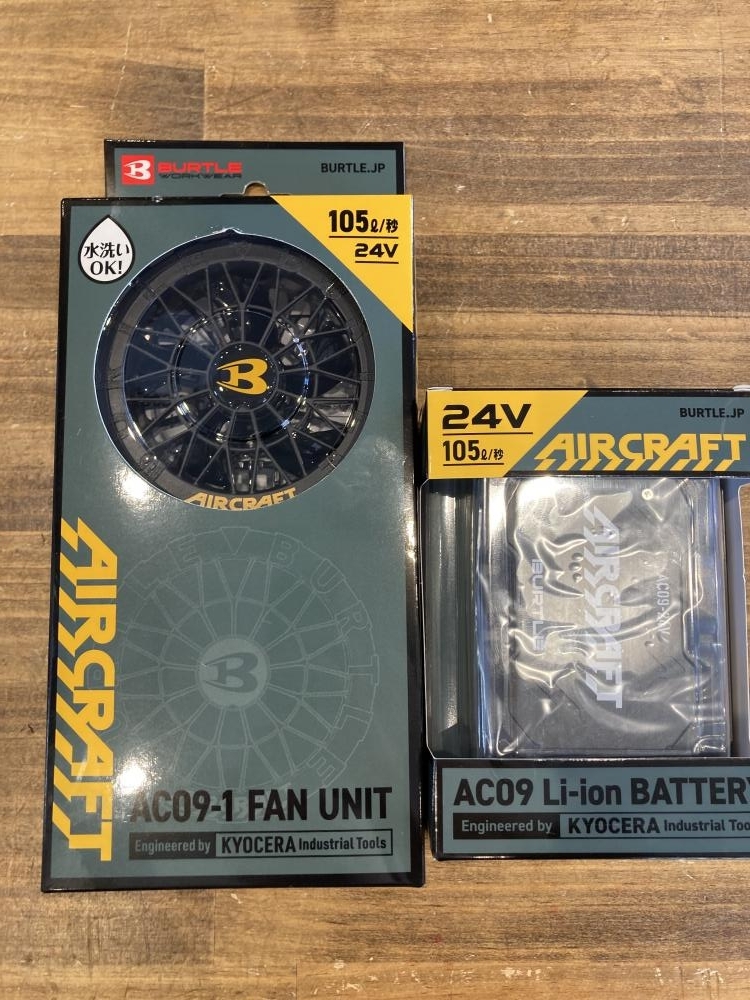 BURTLE
WORKWEAR
BURTLE.JP
水洗い
OK!
105ℓ/秒
24V
B
AIRCRAFT
BURTLE
B
AIRCRAFT
AC09-1 FAN UNIT
Engineered by KYOCERA Industrial Tools
24V
105ℓ/秒
BURTLE.JP
AIRCRAFT
AIRCRAFT
BURTLE
AC09 Li-ion BATTERY
Engineered by KYOCERA Industrial Too